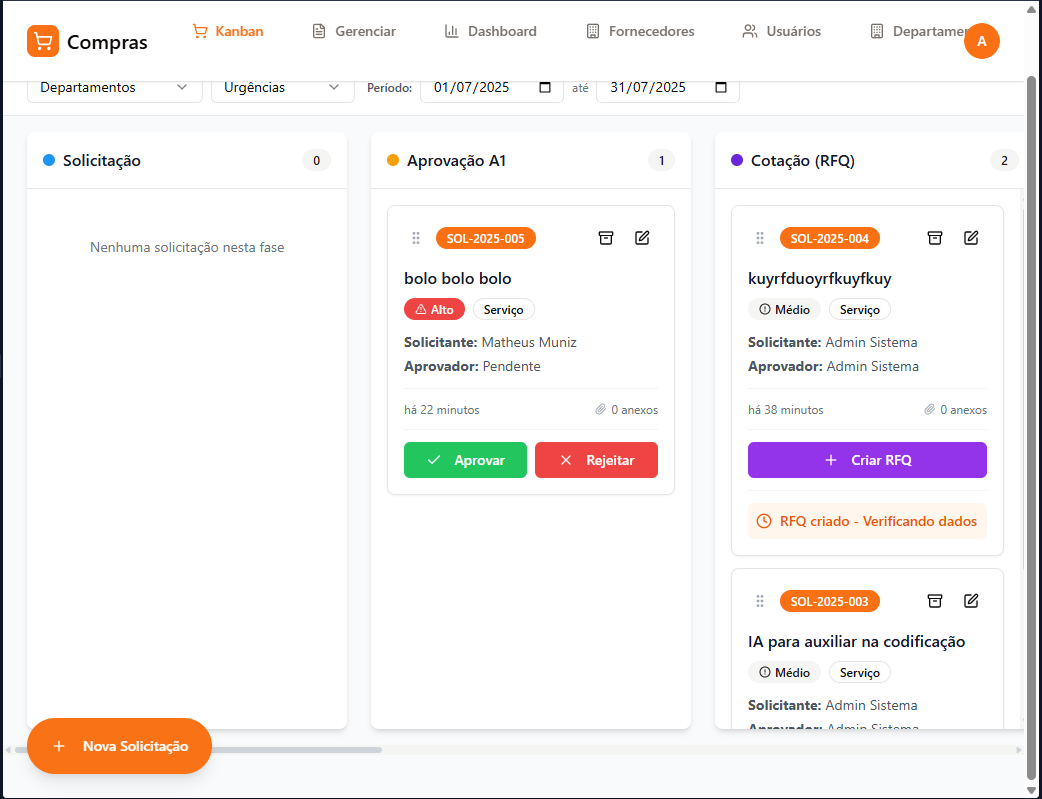 Compras
Kanban
Gerenciar
Dashboard
Fornecedores
Usuários
Departame
A
Departamentos
Urgências
Período:
01/07/2025
até
31/07/2025
Solicitação
0
Nenhuma solicitação nesta fase
Aprovação A1
1
SOL-2025-005
bolo bolo bolo
Alto
Serviço
Solicitante: Matheus Muniz
Aprovador: Pendente
há 22 minutos
0 anexos
Aprovar
Rejeitar
Cotação (RFQ)
2
SOL-2025-004
kuyrfduoyrfkuyfkuy
Médio
Serviço
Solicitante: Admin Sistema
Aprovador: Admin Sistema
há 38 minutos
0 anexos
Criar RFQ
RFQ criado - Verificando dados
SOL-2025-003
IA para auxiliar na codificação
Médio
Serviço
Solicitante: Admin Sistema
Aprovador: Admin Sistema
Nova Solicitação